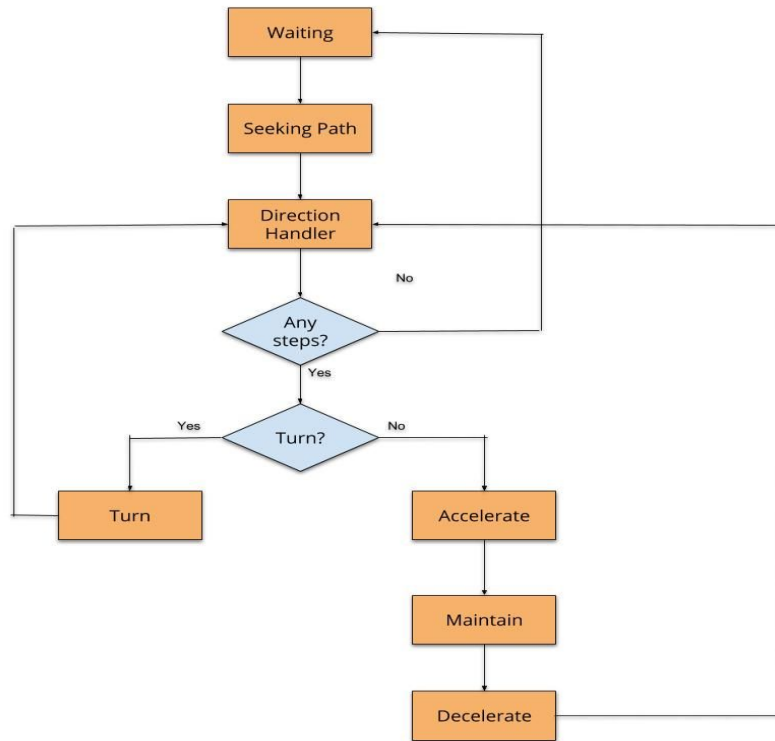 Waiting
Seeking Path
Direction
Handler
No
Any
steps?
Yes
Yes
Turn?
No
Turn
Accelerate
Maintain
Decelerate